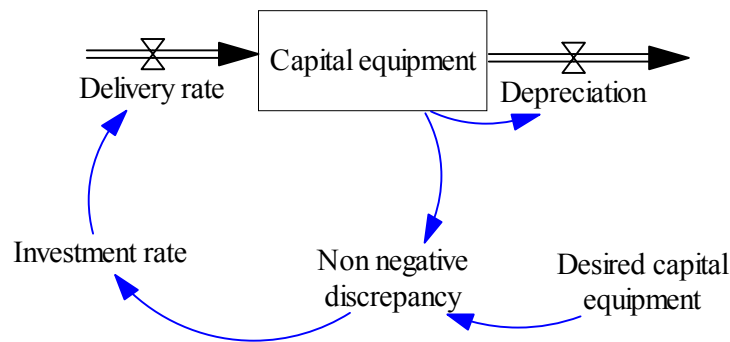 Capital equipment
Delivery rate
Depreciation
Investment rate
Non negative
discrepancy
Desired capital
equipment